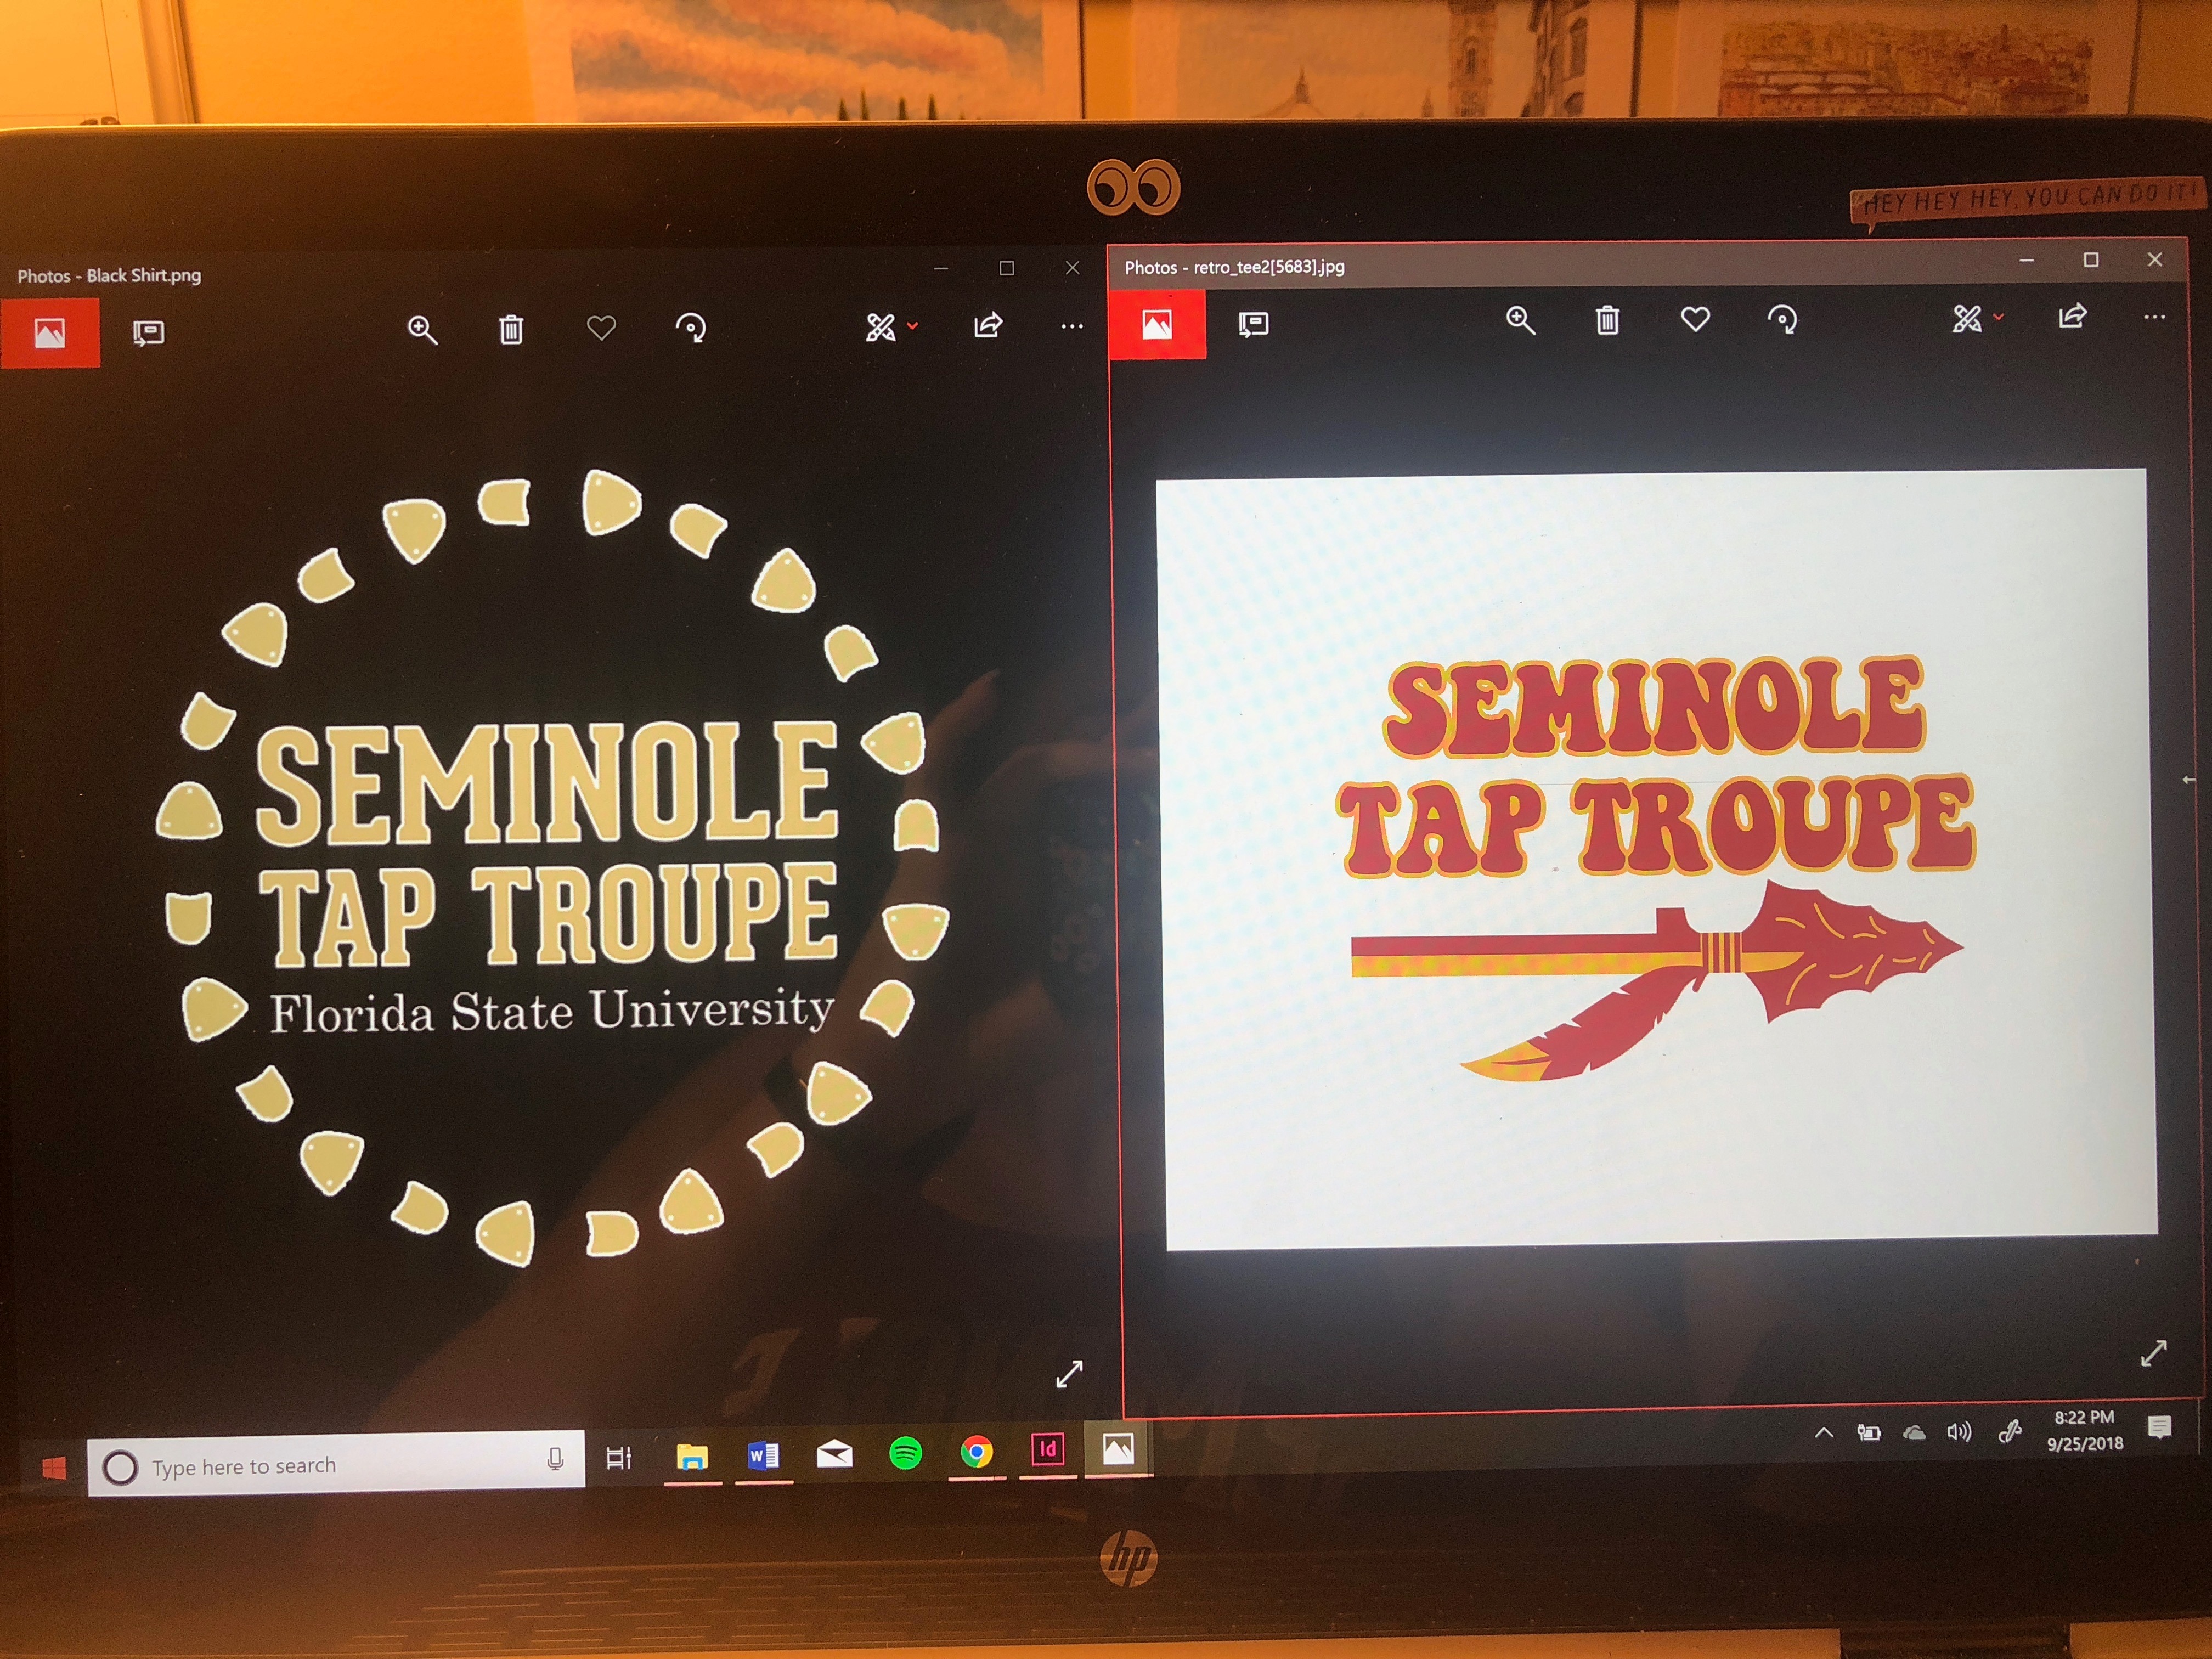 HEY HEY HEY, YOU CAN DO IT!
Photos - Black Shirt.png
SEMINOLE
TAP TROUPE
Florida State University
Photos - retro_tee2[5683].jpg
SEMINOLE
TAP TROUPE
Type here to search
W
Id
8:22 PM
9/25/2018
hp